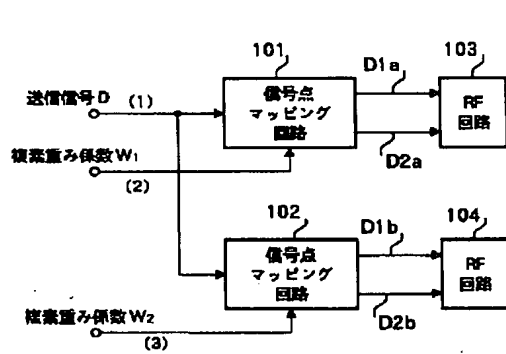 101
D1a
103
送信信号D
(1)
信号点
マッピング
回路
RF
回路
D2a
複素重み係数W1
(2)
102
D1b
104
信号点
マッピング
回路
RF
回路
D2b
複素重み係数W2
(3)